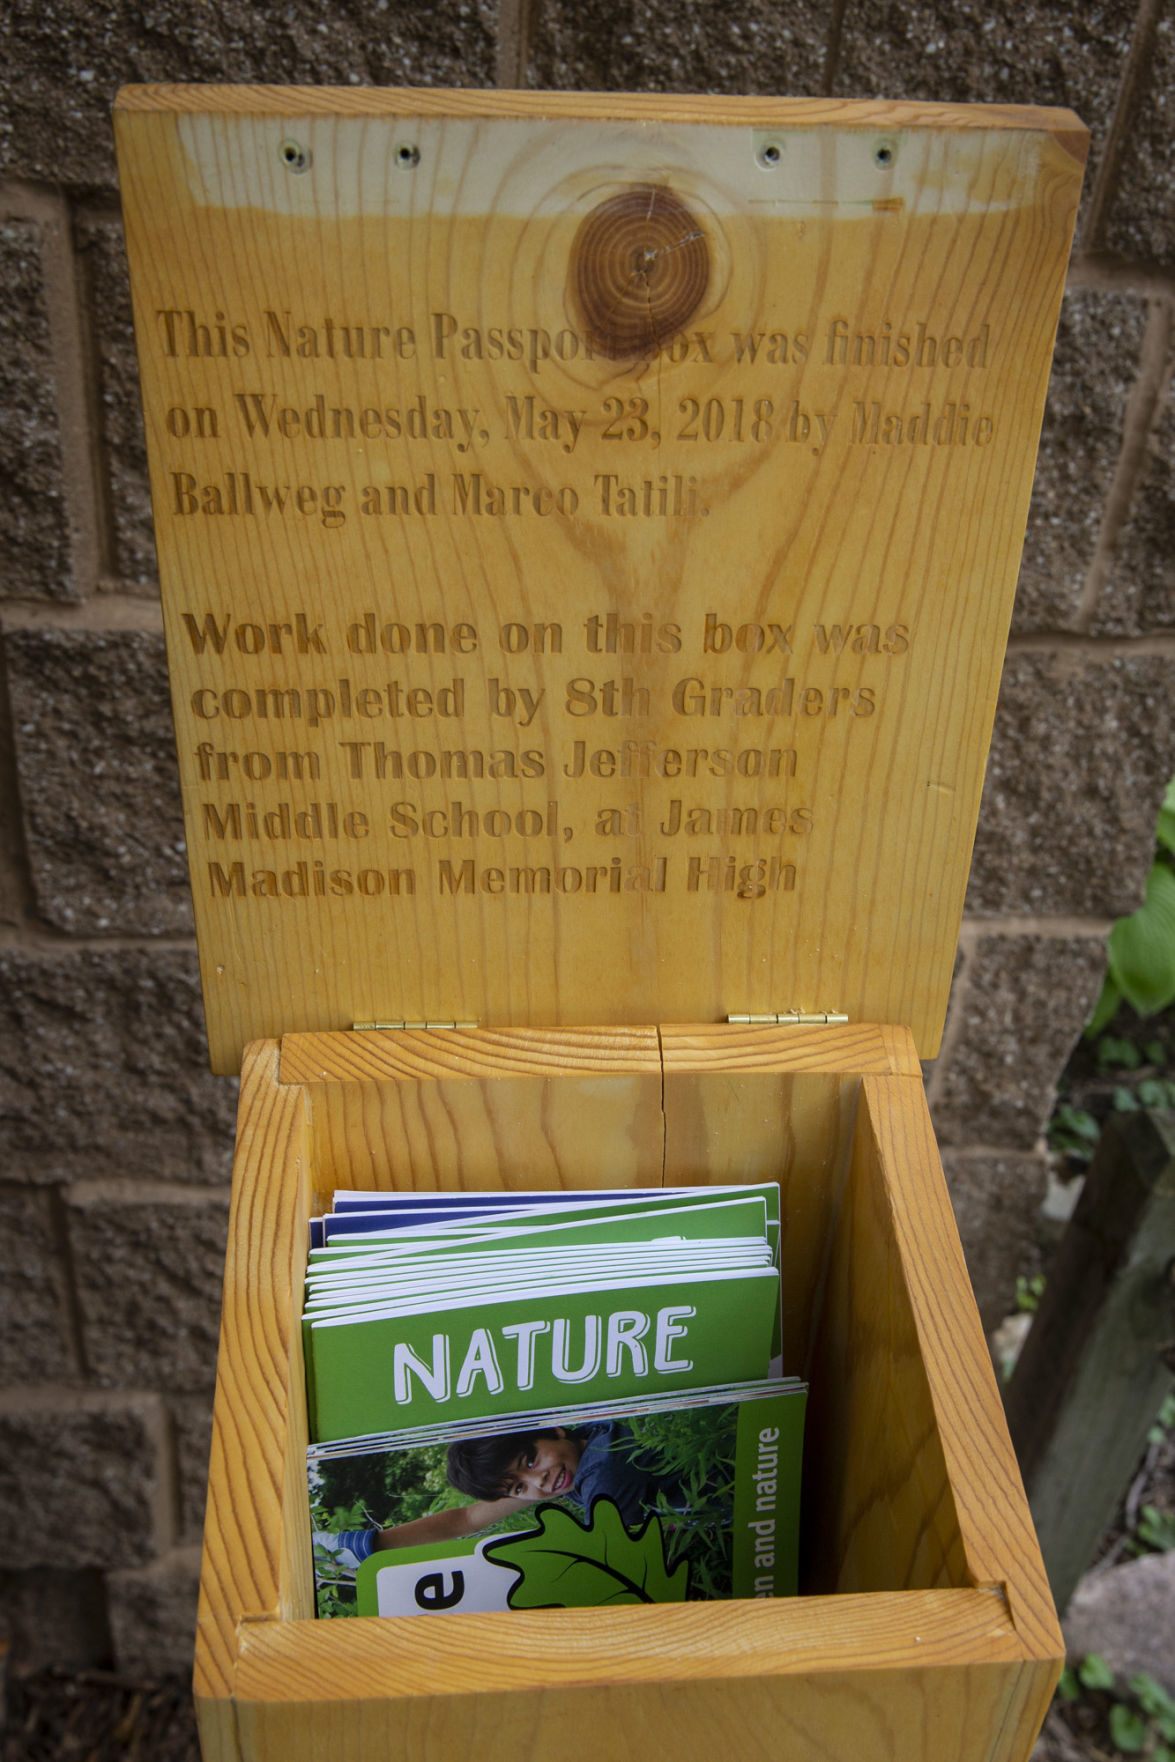 This Nature Passport Box was finished
on Wednesday, May 23, 2018 by Maddie
Ballweg and Marco Tatili.
Work done on this box was
completed by 8th Graders
from Thomas Jefferson
Middle School, at James
Madison Memorial High
NATURE
en and nature
e